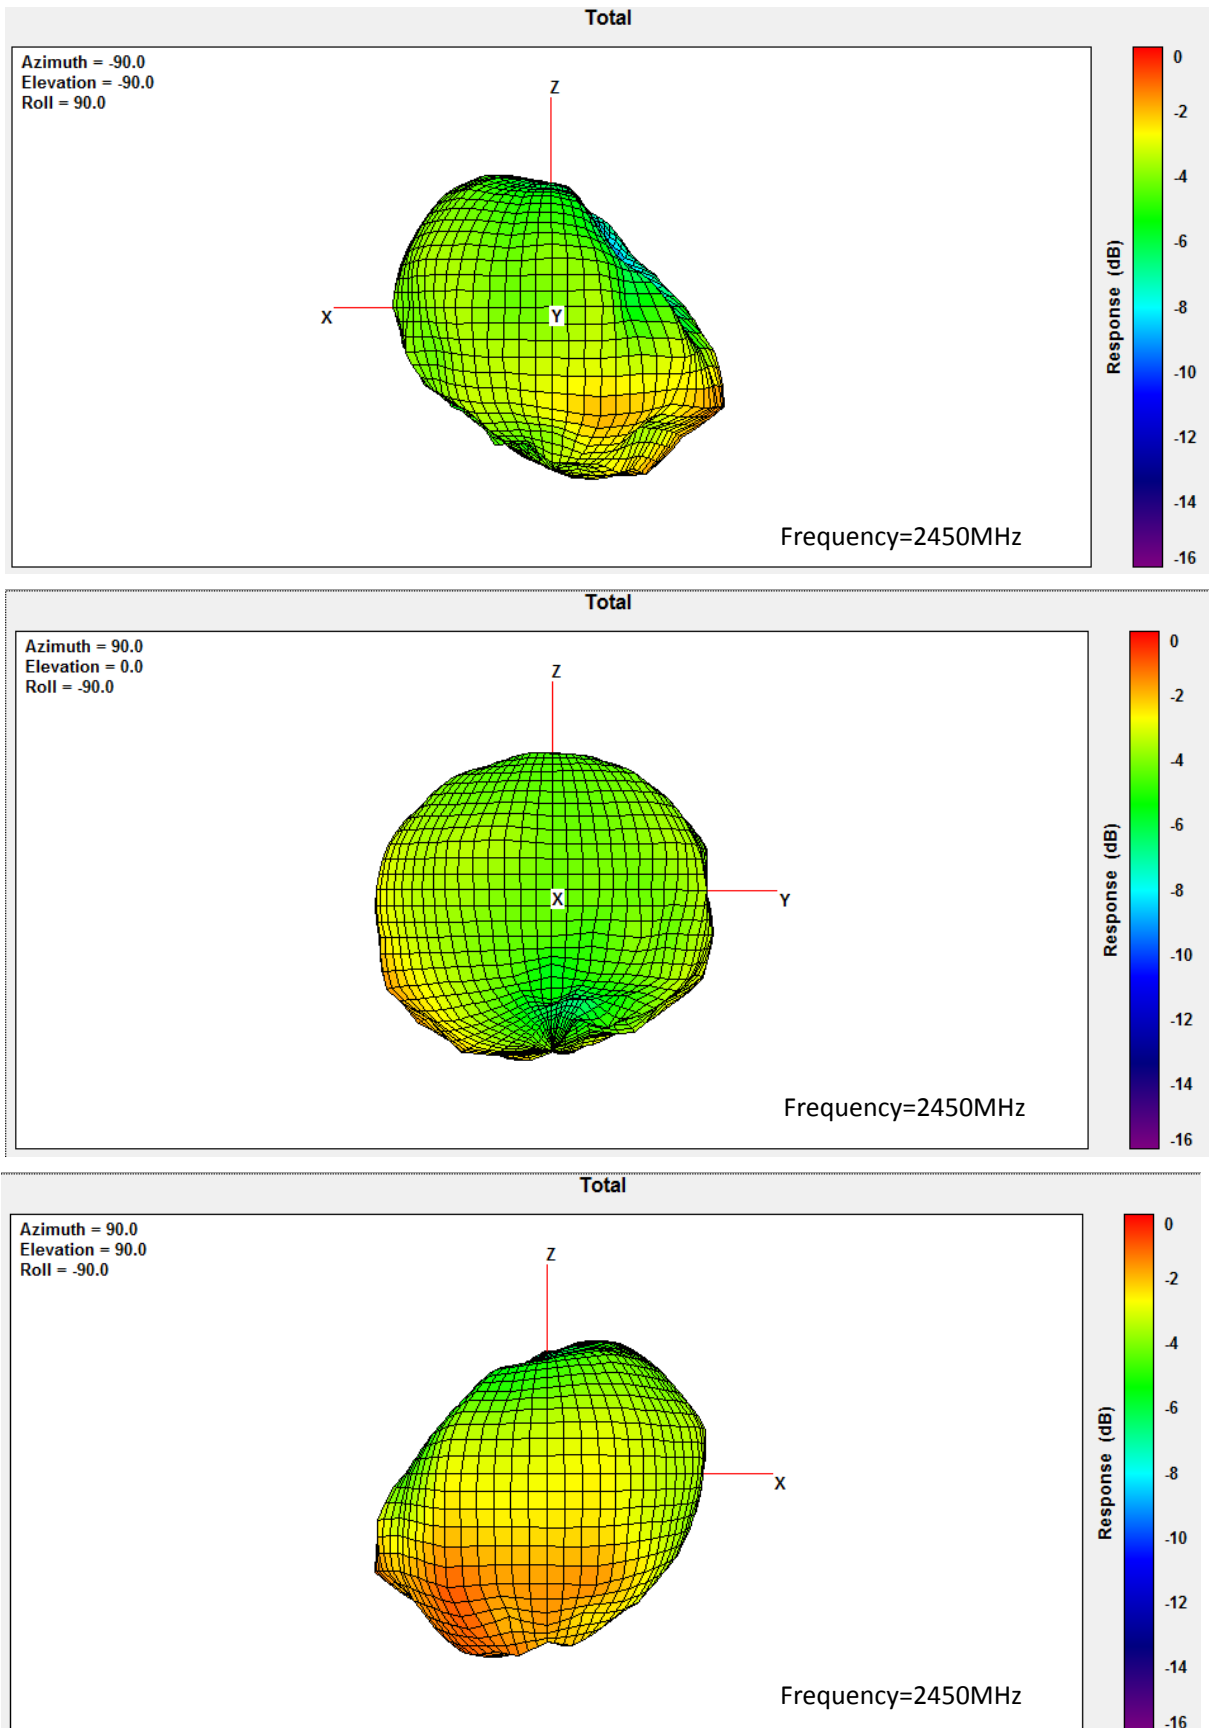 Total
Azimuth = -90.0
Elevation = -90.0
Roll = 90.0
Z
X
Y
Frequency=2450MHz
Response (dB)
0
-2
-4
-6
-8
-10
-12
-14
-16
Total
Azimuth = 90.0
Elevation = 0.0
Roll = -90.0
Z
X
Y
Frequency=2450MHz
Response (dB)
0
-2
-4
-6
-8
-10
-12
-14
-16
Total
Azimuth = 90.0
Elevation = 90.0
Roll = -90.0
Z
X
Frequency=2450MHz
Response (dB)
0
-2
-4
-6
-8
-10
-12
-14
-16